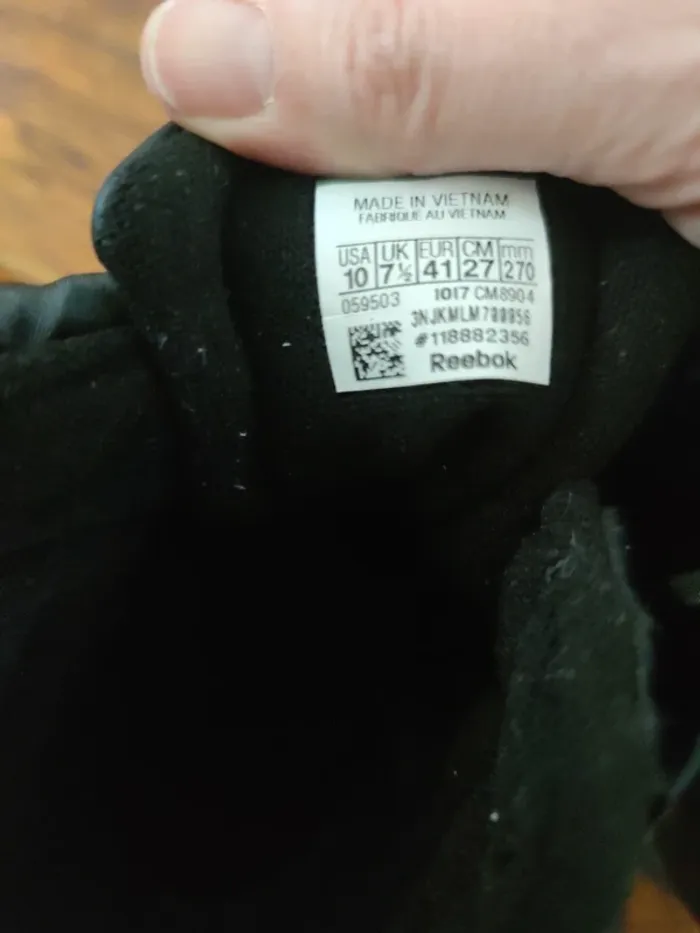 MADE IN VIETNAM
FABRIQUE AU VIETNAM
USA UK EUR CM mm
10 7½ 41 27 270
059503 1017 CM8904
#118882356
Reebok